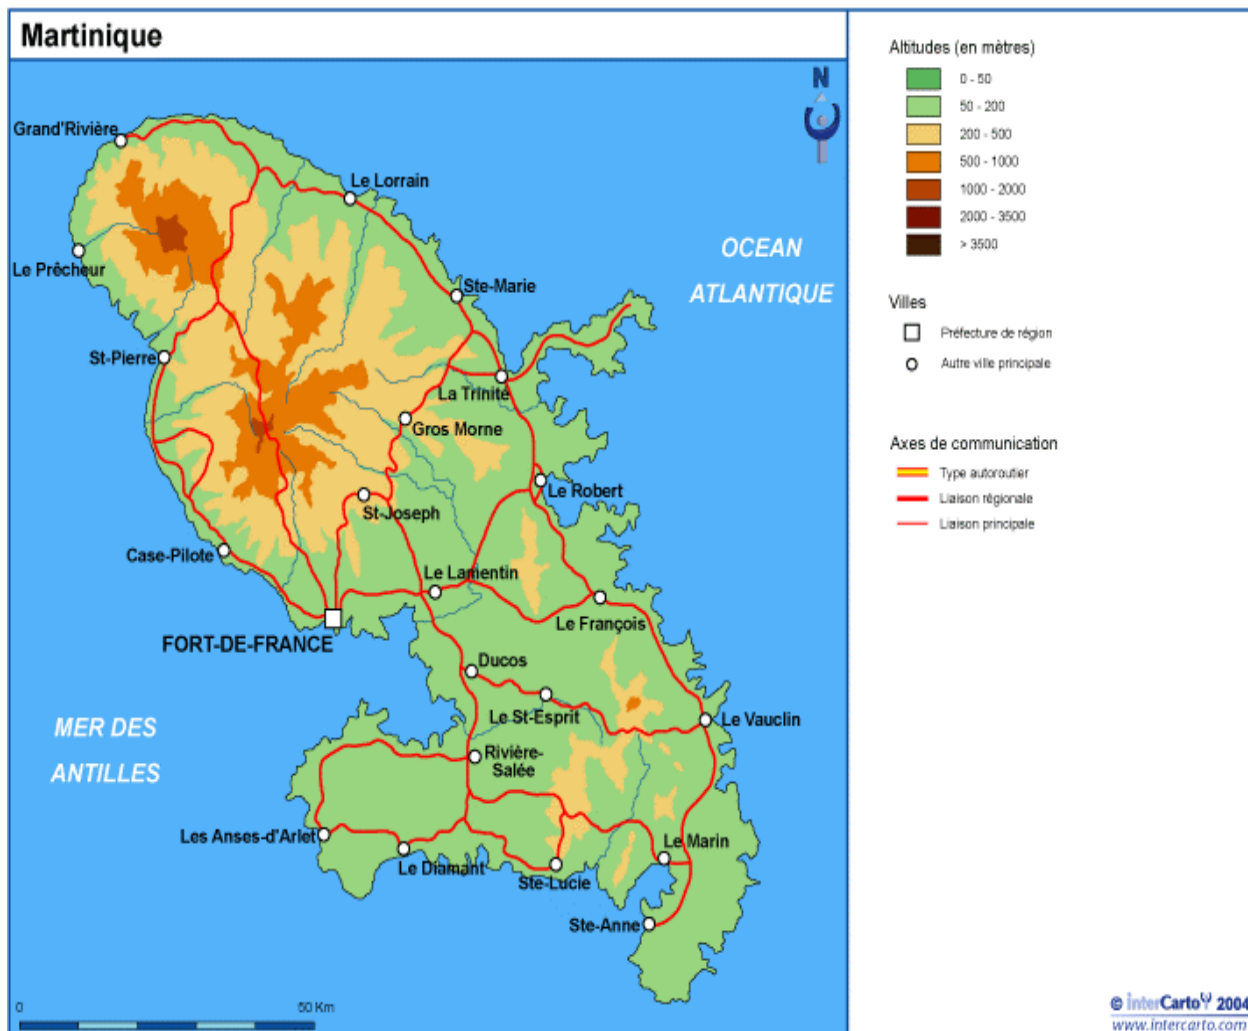 Martinique
N
Grand'Rivière
Le Lorrain
Le Prêcheur
OCEAN
ATLANTIQUE
Ste-Marie
St-Pierre
La Trinité
Gros Morne
Le Robert
St-Joseph
Case-Pilote
Le Lamentin
Le François
FORT-DE-FRANCE
Ducos
Le St-Esprit
Le Vauclin
MER DES
ANTILLES
Rivière-
Salée
Les Anses-d'Arlet
Le Diamant
Ste-Lucie
Le Marin
Ste-Anne
0 50 Km
Altitudes (en mètres)
0 - 50
50 - 200
200 - 500
500 - 1000
1000 - 2000
2000 - 3500
> 3500
Villes
Préfecture de région
Autre ville principale
Axes de communication
Type autoroutier
Liaison régionale
Liaison principale
© interCarto 2004
www.intercarto.com